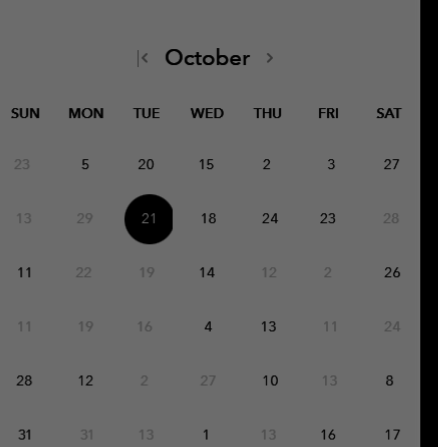 |< October >
SUN MON TUE WED THU FRI SAT
23 5 20 15 2 3 27
13 29 21 18 24 23 28
11 22 19 14 12 2 26
11 19 16 4 13 11 24
28 12 2 27 10 13 8
31 31 13 1 13 16 17